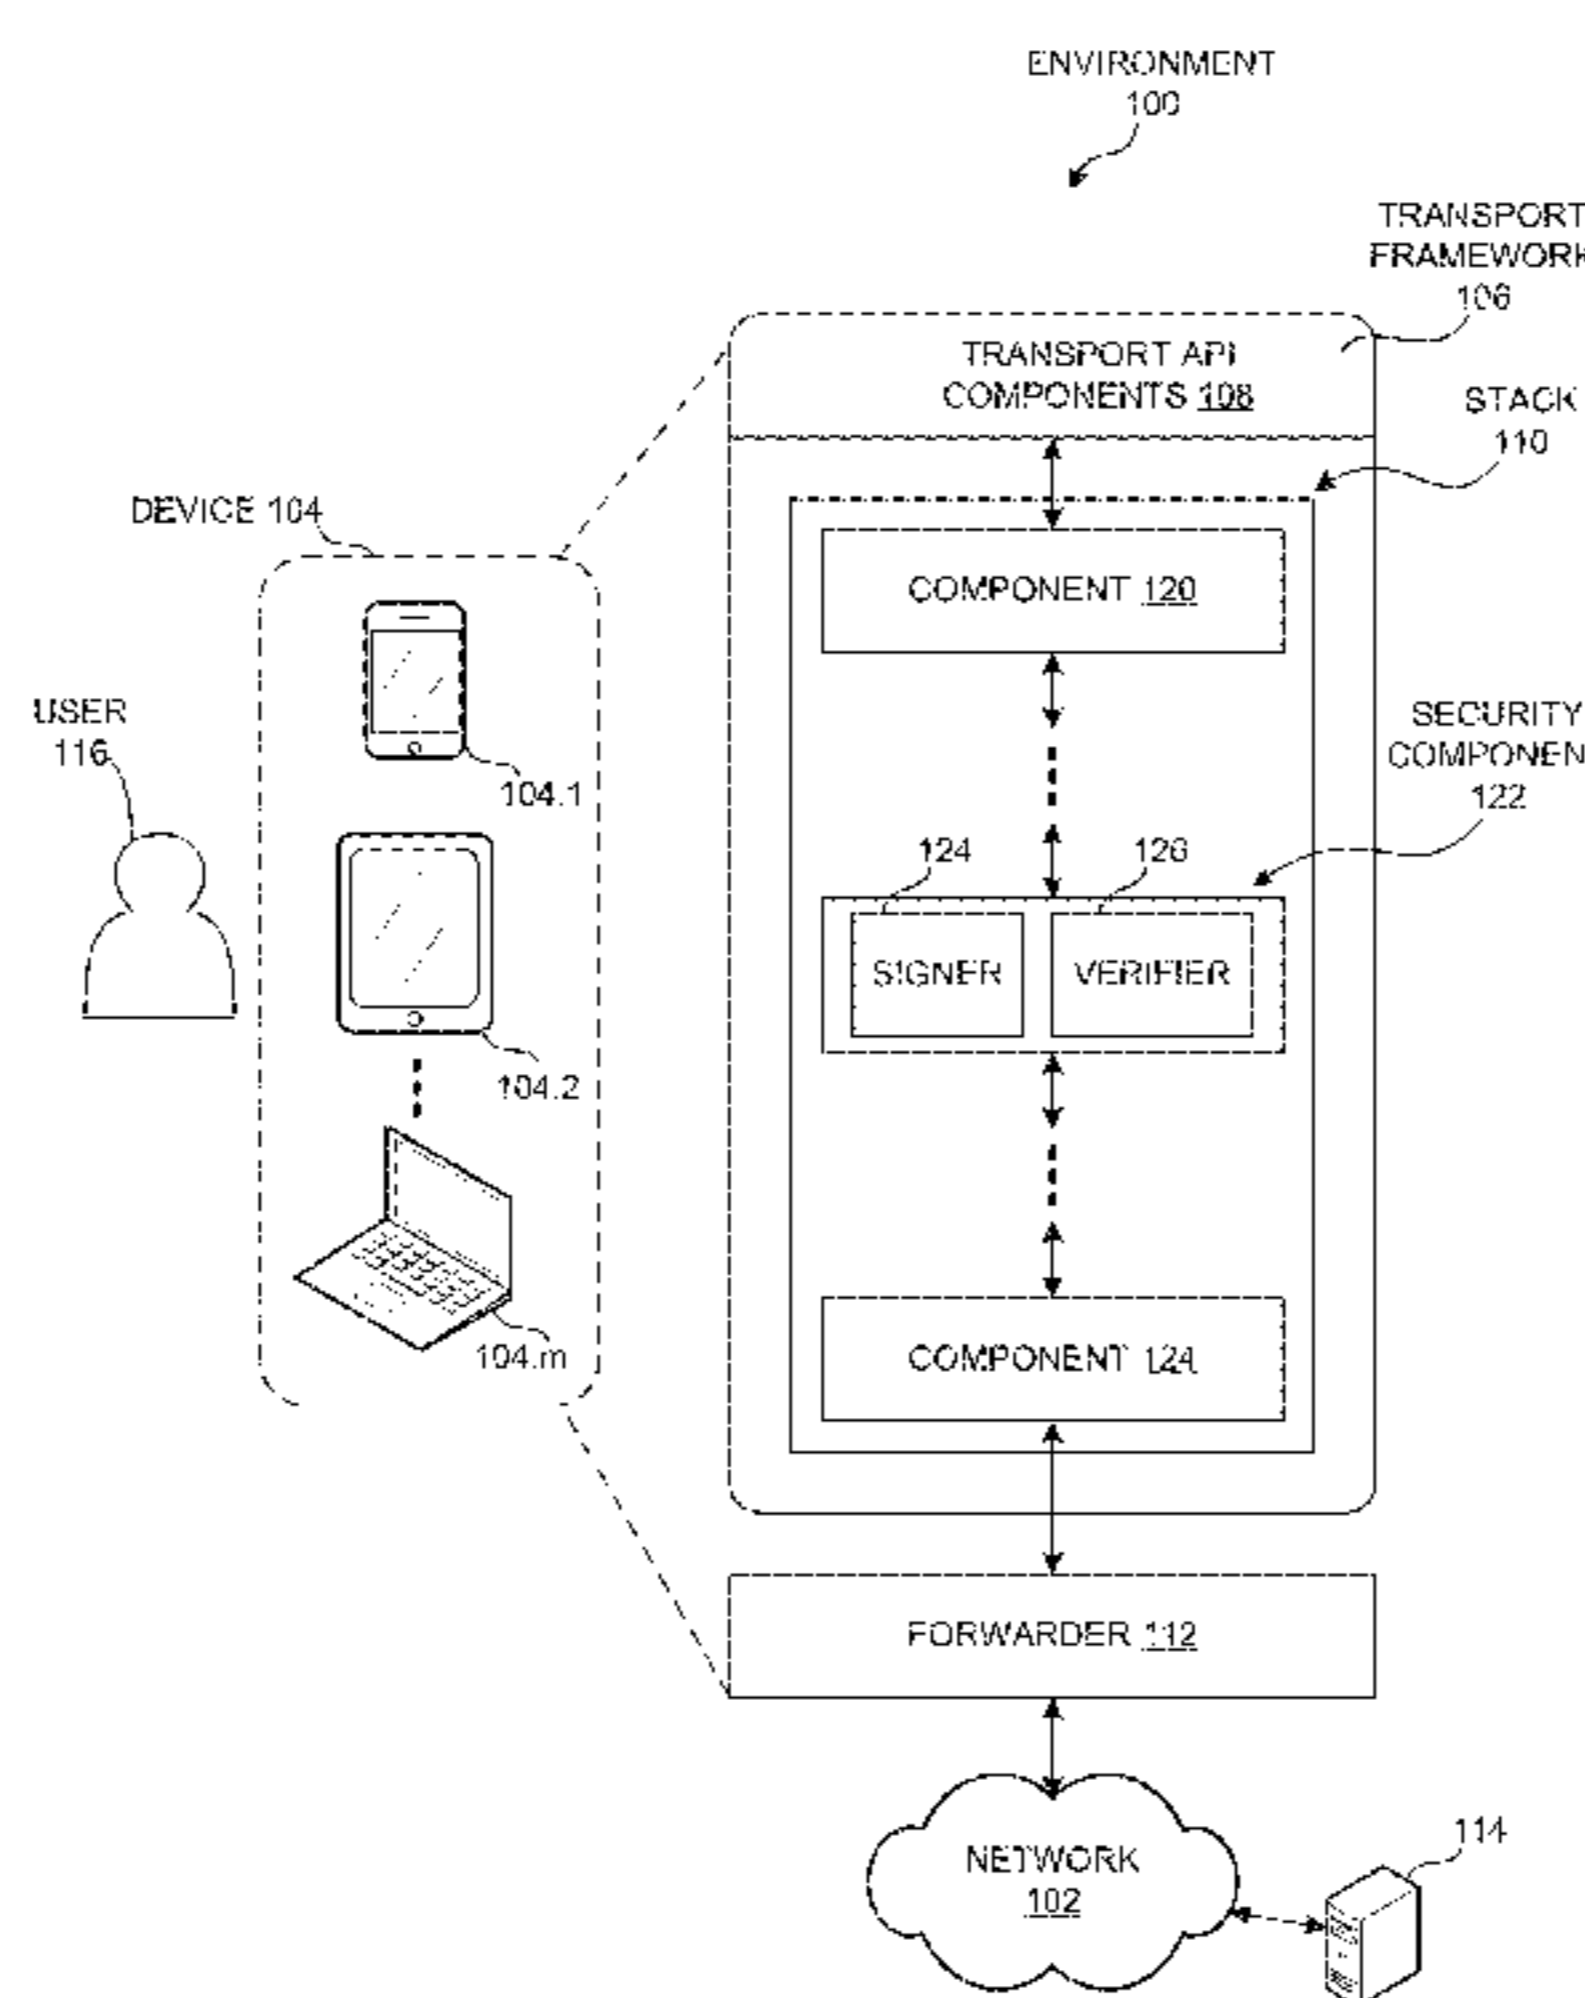 ENVIRONMENT
100
TRANSPORT
FRAMEWORK
106
TRANSPORT API
COMPONENTS 108
STACK
110
DEVICE 104
COMPONENT 120
USER
116
104.1
SECURITY
COMPONEN
122
124
126
SIGNER
VERIFIER
104.2
104.m
COMPONENT 124
FORWARDER 112
NETWORK
102
114